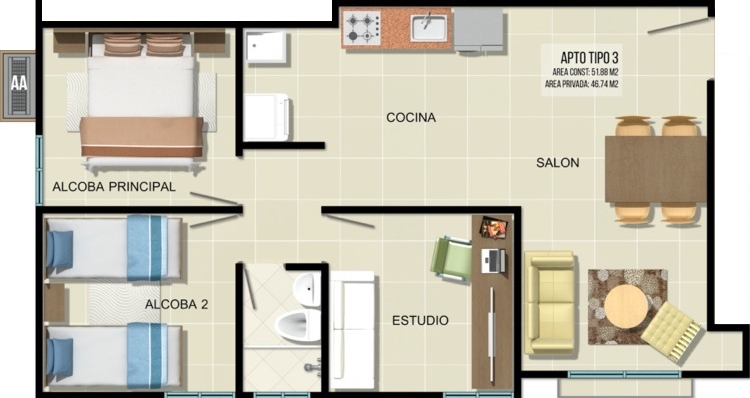 APTO TIPO 3
AREA CONST: 51.88 M2
AREA PRIVADA: 46.74 M2
AA
COCINA
SALON
ALCOBA PRINCIPAL
ALCOBA 2
ESTUDIO